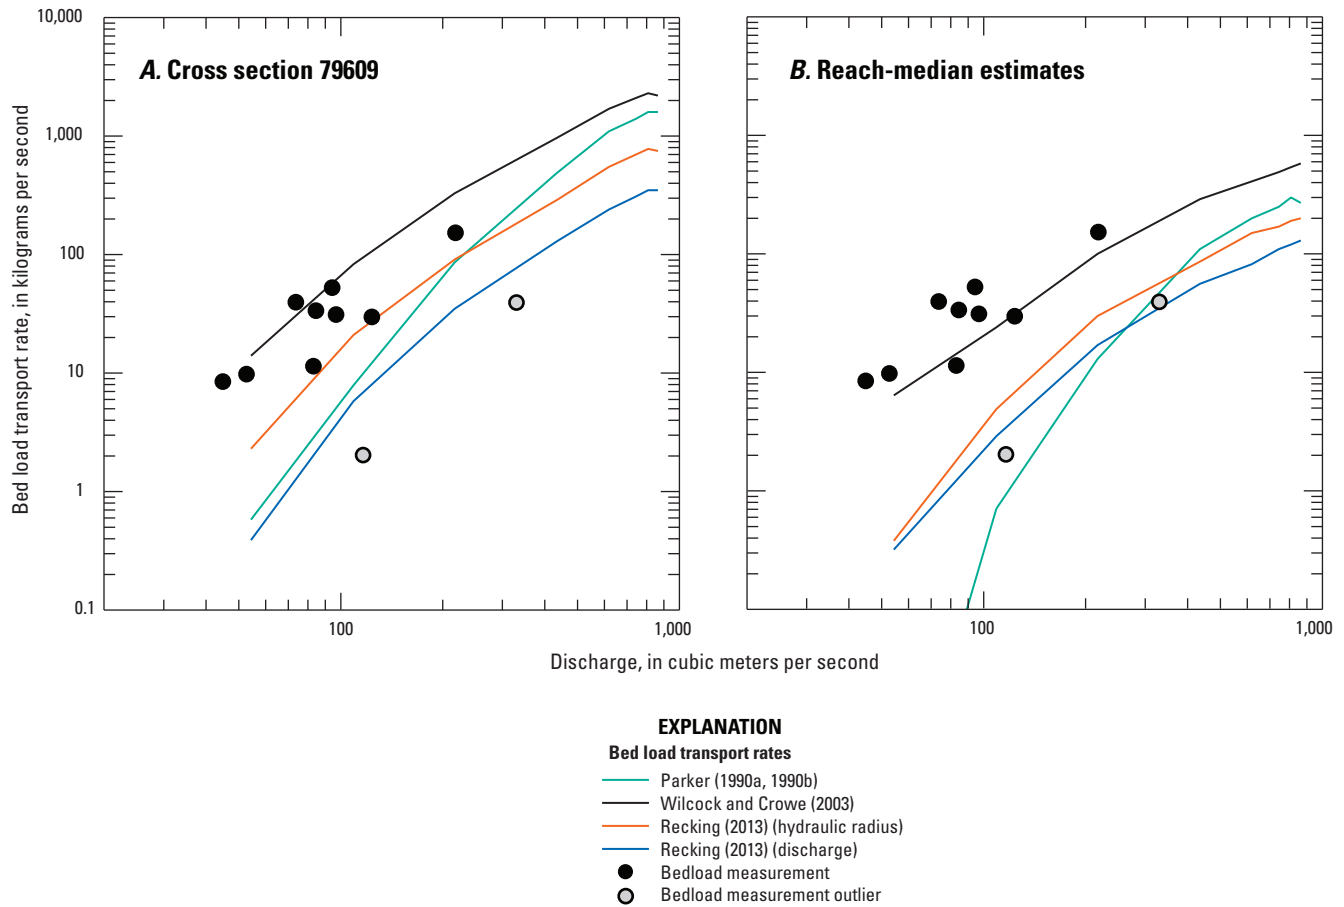 10,000
1,000
100
10
1
0.1
Bed load transport rate, in kilograms per second
A. Cross section 79609
B. Reach-median estimates
100
1,000
100
1,000
Discharge, in cubic meters per second
EXPLANATION
Bed load transport rates
Parker (1990a, 1990b)
Wilcock and Crowe (2003)
Recking (2013) (hydraulic radius)
Recking (2013) (discharge)
Bedload measurement
Bedload measurement outlier